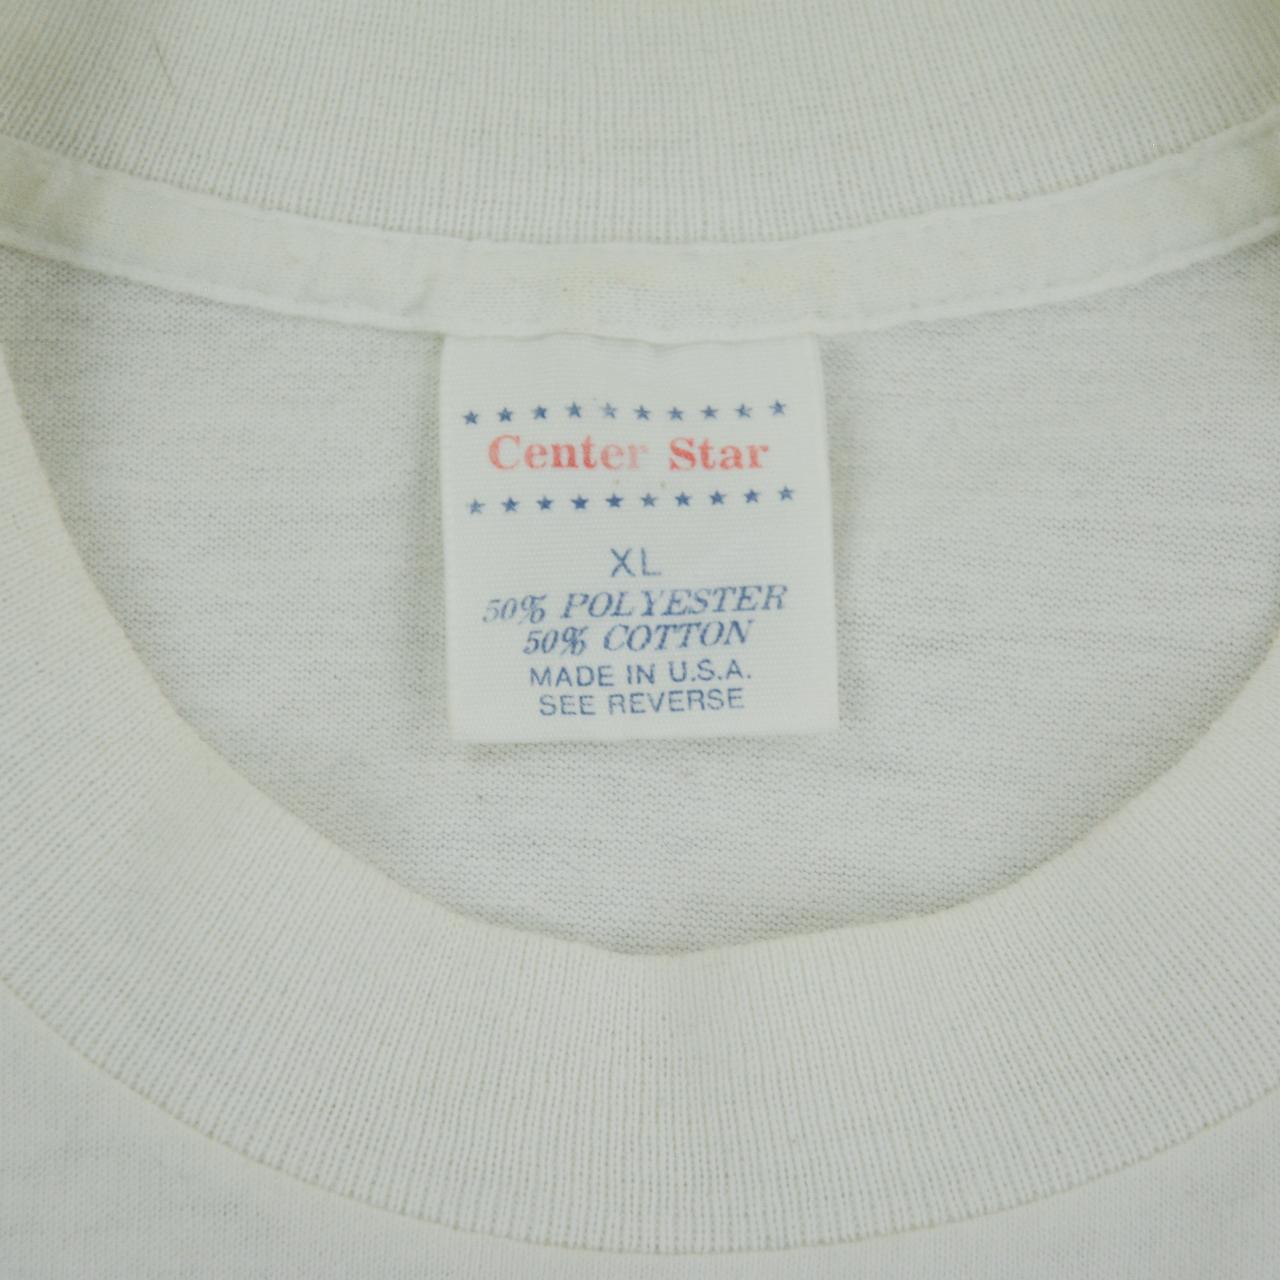 Center Star
XL
50% POLYESTER
50% COTTON
MADE IN U.S.A.
SEE REVERSE